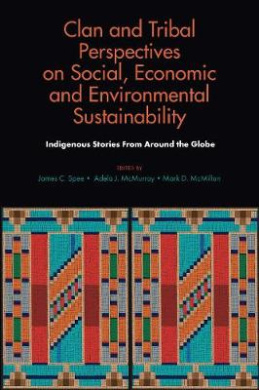 Clan and Tribal
Perspectives
on Social, Economic
and Environmental
Sustainability
Indigenous Stories From Around the Globe
EDITED BY
James C. Spee • Adela J. McMurray • Mark D. McMillan